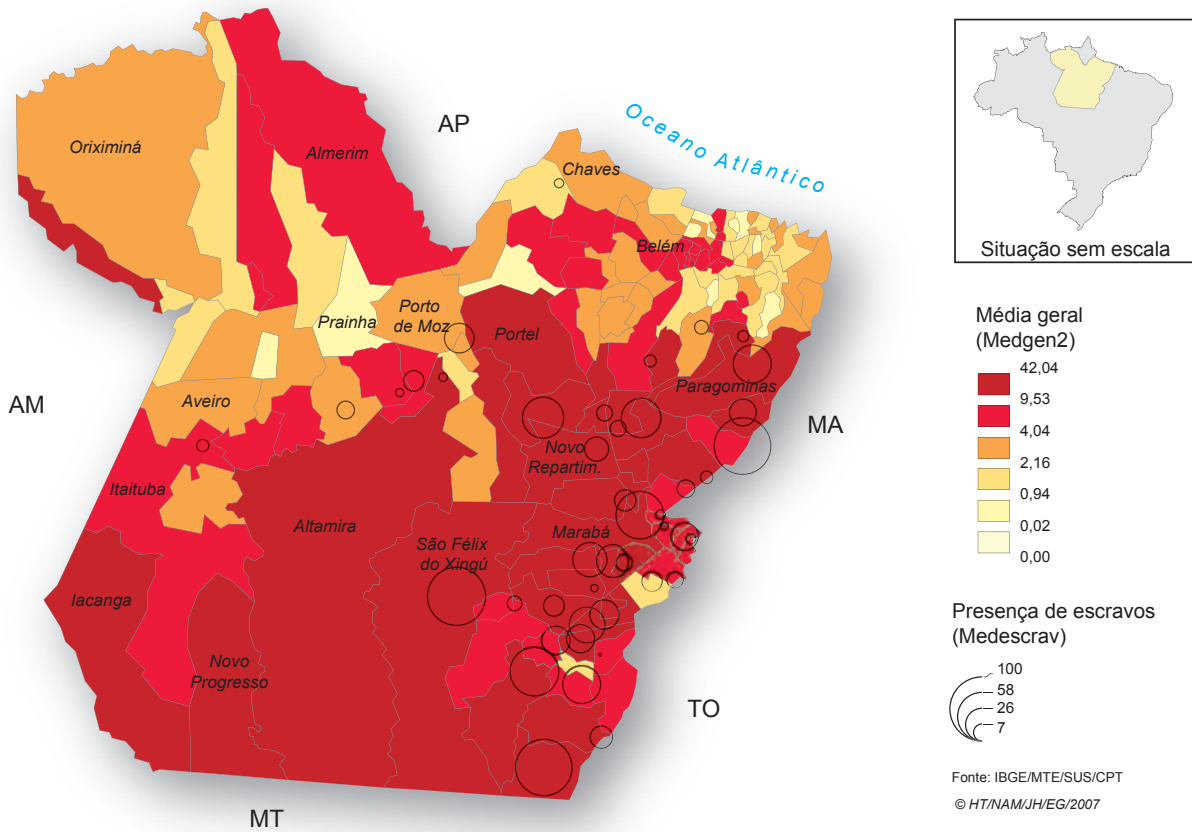 AP
Oceano Atlântico
Oriximiná
Almerim
Chaves
Belém
Prainha
Porto
de Moz
Portel
AM
Aveiro
Paragominas
MA
Novo
Repartim.
Itaituba
Altamira
São Félix
do Xingú
Marabá
Iacanga
Novo
Progresso
TO
MT
Situação sem escala
Média geral
(Medgen2)
42,04
9,53
4,04
2,16
0,94
0,02
0,00
Presença de escravos
(Medescrav)
100
58
26
7
Fonte: IBGE/MTE/SUS/CPT
© HT/NAM/JH/EG/2007